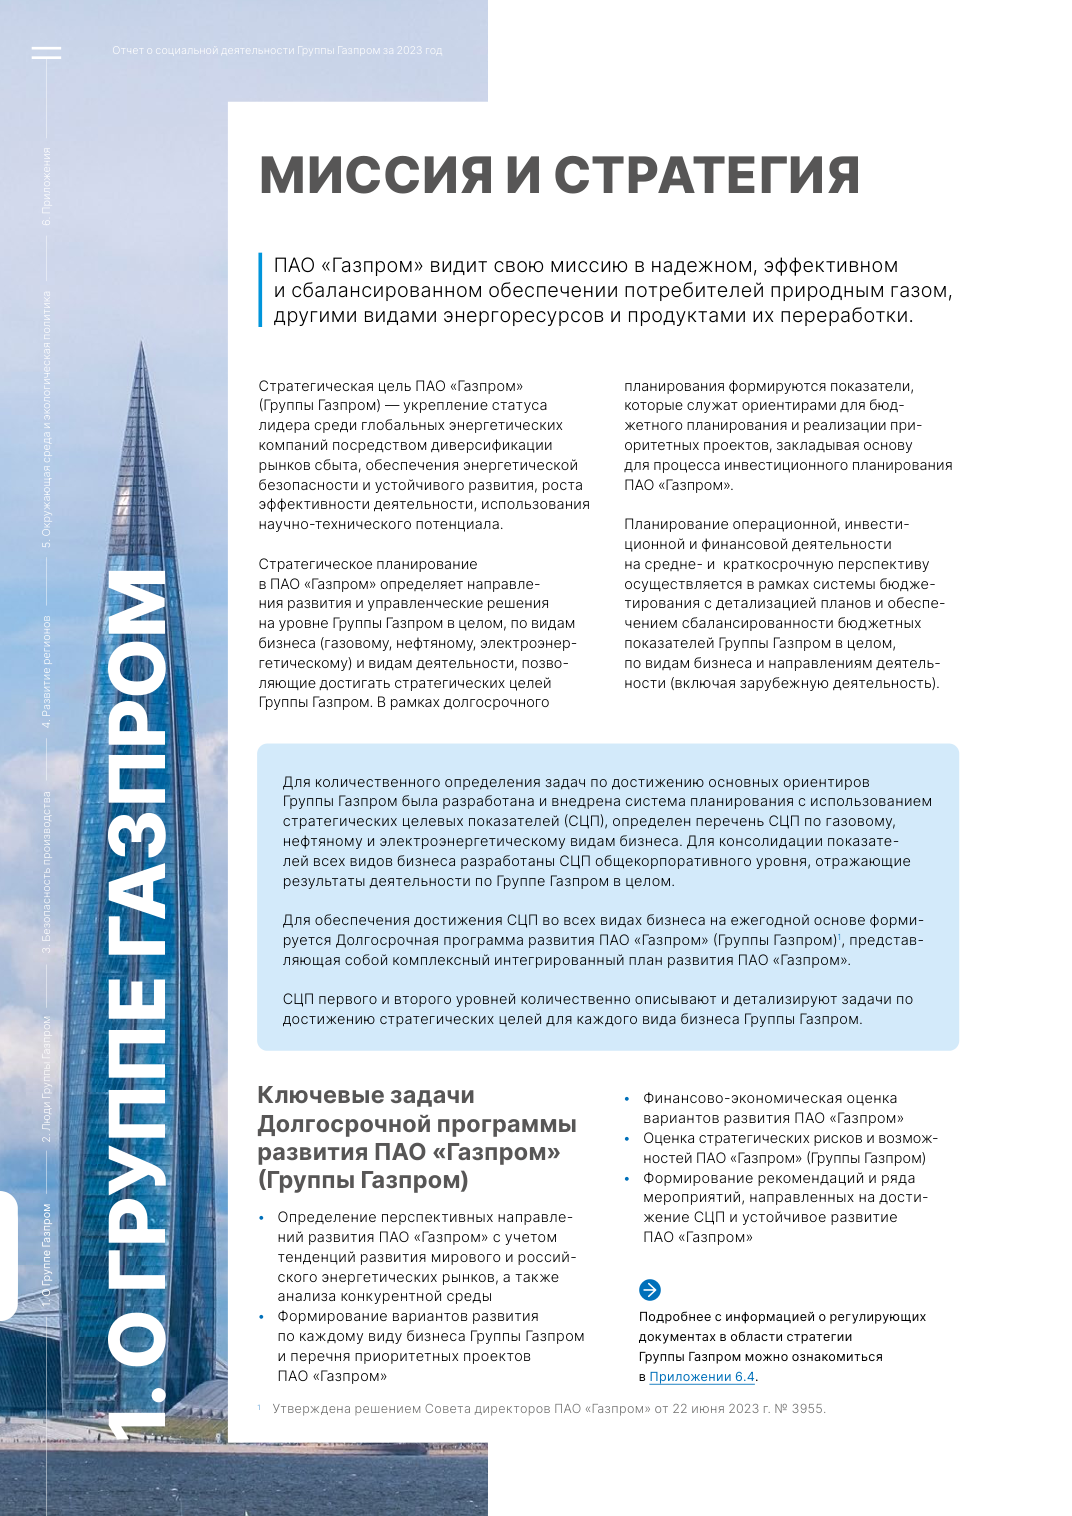 Отчет о социальной деятельности Группы Газпром за 2023 год
6. Приложения
5. Окружающая среда и экологическая политика
4. Развитие регионов
3. Безопасность производства
2. Люди Группы Газпром
1. О Группе Газпром
1. О ГРУППЕ ГАЗПРОМ
МИССИЯ И СТРАТЕГИЯ
ПАО «Газпром» видит свою миссию в надежном, эффективном
и сбалансированном обеспечении потребителей природным газом,
другими видами энергоресурсов и продуктами их переработки.
Стратегическая цель ПАО «Газпром»
(Группы Газпром) — укрепление статуса
лидера среди глобальных энергетических
компаний посредством диверсификации
рынков сбыта, обеспечения энергетической
безопасности и устойчивого развития, роста
эффективности деятельности, использования
научно-технического потенциала.
Стратегическое планирование
в ПАО «Газпром» определяет направле-
ния развития и управленческие решения
на уровне Группы Газпром в целом, по видам
бизнеса (газовому, нефтяному, электроэнер-
гетическому) и видам деятельности, позво-
ляющие достигать стратегических целей
Группы Газпром. В рамках долгосрочного
планирования формируются показатели,
которые служат ориентирами для бюд-
жетного планирования и реализации при-
оритетных проектов, закладывая основу
для процесса инвестиционного планирования
ПАО «Газпром».
Планирование операционной, инвести-
ционной и финансовой деятельности
на средне- и краткосрочную перспективу
осуществляется в рамках системы бюдже-
тирования с детализацией планов и обеспе-
чением сбалансированности бюджетных
показателей Группы Газпром в целом,
по видам бизнеса и направлениям деятель-
ности (включая зарубежную деятельность).
Для количественного определения задач по достижению основных ориентиров
Группы Газпром была разработана и внедрена система планирования с использованием
стратегических целевых показателей (СЦП), определен перечень СЦП по газовому,
нефтяному и электроэнергетическому видам бизнеса. Для консолидации показате-
лей всех видов бизнеса разработаны СЦП общекорпоративного уровня, отражающие
результаты деятельности по Группе Газпром в целом.
Для обеспечения достижения СЦП во всех видах бизнеса на ежегодной основе форми-
руется Долгосрочная программа развития ПАО «Газпром» (Группы Газпром)¹, представ-
ляющая собой комплексный интегрированный план развития ПАО «Газпром».
СЦП первого и второго уровней количественно описывают и детализируют задачи по
достижению стратегических целей для каждого вида бизнеса Группы Газпром.
Ключевые задачи
Долгосрочной программы
развития ПАО «Газпром»
(Группы Газпром)
• Определение перспективных направле-
ний развития ПАО «Газпром» с учетом
тенденций развития мирового и россий-
ского энергетических рынков, а также
анализа конкурентной среды
• Формирование вариантов развития
по каждому виду бизнеса Группы Газпром
и перечня приоритетных проектов
ПАО «Газпром»
• Финансово-экономическая оценка
вариантов развития ПАО «Газпром»
• Оценка стратегических рисков и возмож-
ностей ПАО «Газпром» (Группы Газпром)
• Формирование рекомендаций и ряда
мероприятий, направленных на дости-
жение СЦП и устойчивое развитие
ПАО «Газпром»
Подробнее с информацией о регулирующих
документах в области стратегии
Группы Газпром можно ознакомиться
в Приложении 6.4.
¹ Утверждена решением Совета директоров ПАО «Газпром» от 22 июня 2023 г. № 3955.